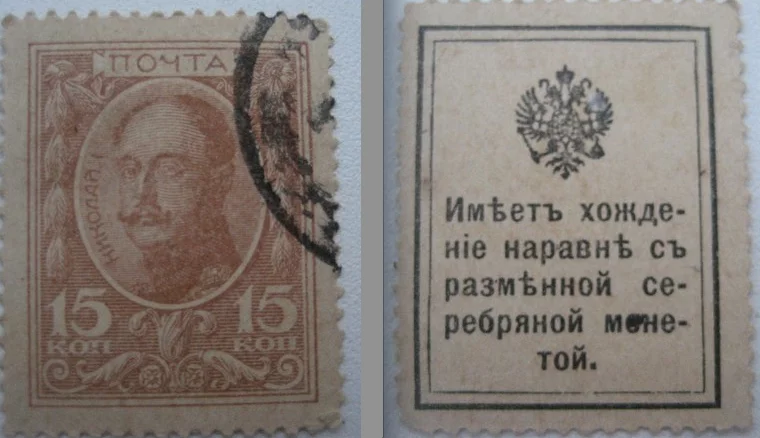 ПОЧТА
НИКОЛАЙ I
15 15
КОП КОП
Имѣетъ хожде-
ніе наравнѣ съ
размѣнной се-
ребряной моне-
той.